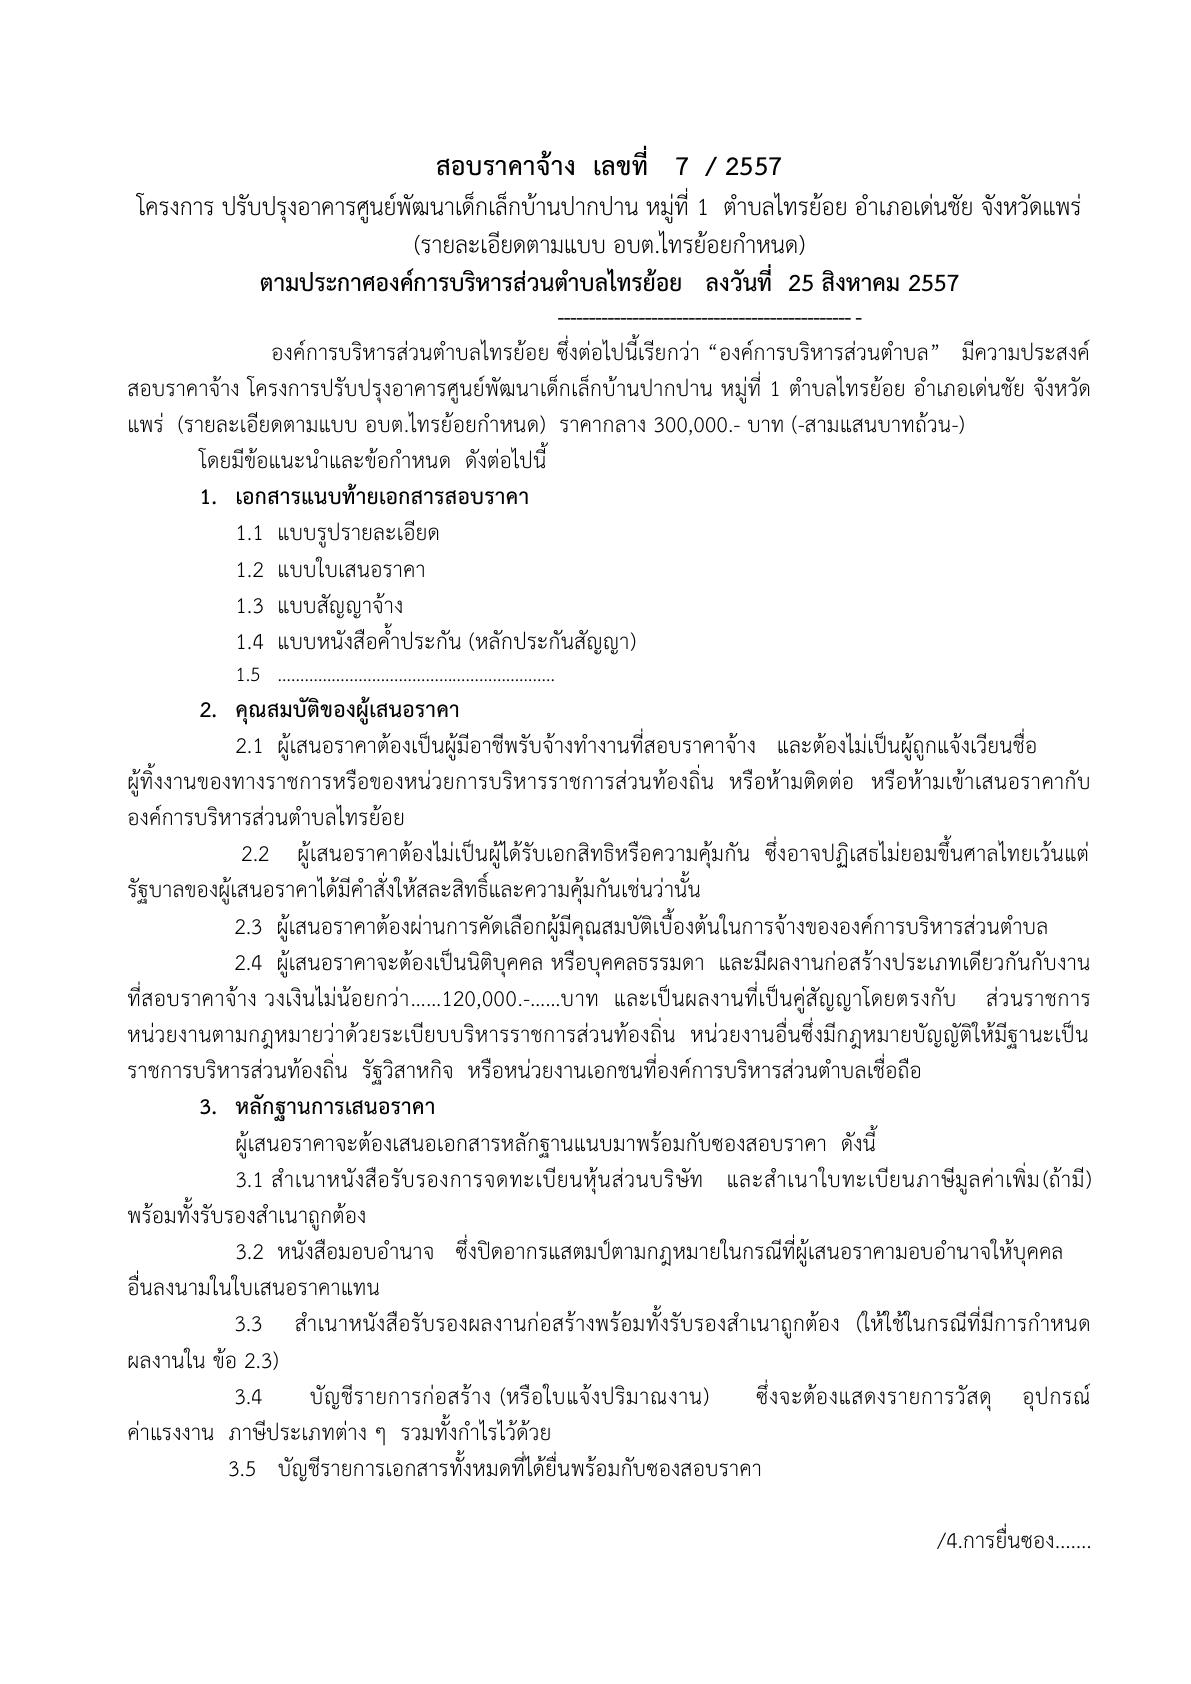 สอบราคาจ้าง เลขที่ 7 / 2557
โครงการ ปรับปรุงอาคารศูนย์พัฒนาเด็กเล็กบ้านปากปาน หมู่ที่ 1 ตำบลไทรย้อย อำเภอเด่นชัย จังหวัดแพร่
(รายละเอียดตามแบบ อบต.ไทรย้อยกำหนด)
ตามประกาศองค์การบริหารส่วนตำบลไทรย้อย ลงวันที่ 25 สิงหาคม 2557
----------------------------------------------- -
องค์การบริหารส่วนตำบลไทรย้อย ซึ่งต่อไปนี้เรียกว่า “องค์การบริหารส่วนตำบล” มีความประสงค์
สอบราคาจ้าง โครงการปรับปรุงอาคารศูนย์พัฒนาเด็กเล็กบ้านปากปาน หมู่ที่ 1 ตำบลไทรย้อย อำเภอเด่นชัย จังหวัด
แพร่ (รายละเอียดตามแบบ อบต.ไทรย้อยกำหนด) ราคากลาง 300,000.- บาท (-สามแสนบาทถ้วน-)
โดยมีข้อแนะนำและข้อกำหนด ดังต่อไปนี้
1. เอกสารแนบท้ายเอกสารสอบราคา
1.1 แบบรูปรายละเอียด
1.2 แบบใบเสนอราคา
1.3 แบบสัญญาจ้าง
1.4 แบบหนังสือค้ำประกัน (หลักประกันสัญญา)
1.5 ..............................................................
2. คุณสมบัติของผู้เสนอราคา
2.1 ผู้เสนอราคาต้องเป็นผู้มีอาชีพรับจ้างทำงานที่สอบราคาจ้าง และต้องไม่เป็นผู้ถูกแจ้งเวียนชื่อ
ผู้ทิ้งงานของทางราชการหรือของหน่วยการบริหารราชการส่วนท้องถิ่น หรือห้ามติดต่อ หรือห้ามเข้าเสนอราคากับ
องค์การบริหารส่วนตำบลไทรย้อย
2.2 ผู้เสนอราคาต้องไม่เป็นผู้ได้รับเอกสิทธิหรือความคุ้มกัน ซึ่งอาจปฏิเสธไม่ยอมขึ้นศาลไทยเว้นแต่
รัฐบาลของผู้เสนอราคาได้มีคำสั่งให้สละสิทธิ์และความคุ้มกันเช่นว่านั้น
2.3 ผู้เสนอราคาต้องผ่านการคัดเลือกผู้มีคุณสมบัติเบื้องต้นในการจ้างขององค์การบริหารส่วนตำบล
2.4 ผู้เสนอราคาจะต้องเป็นนิติบุคคล หรือบุคคลธรรมดา และมีผลงานก่อสร้างประเภทเดียวกันกับงาน
ที่สอบราคาจ้าง วงเงินไม่น้อยกว่า......120,000.-......บาท และเป็นผลงานที่เป็นคู่สัญญาโดยตรงกับ ส่วนราชการ
หน่วยงานตามกฎหมายว่าด้วยระเบียบบริหารราชการส่วนท้องถิ่น หน่วยงานอื่นซึ่งมีกฎหมายบัญญัติให้มีฐานะเป็น
ราชการบริหารส่วนท้องถิ่น รัฐวิสาหกิจ หรือหน่วยงานเอกชนที่องค์การบริหารส่วนตำบลเชื่อถือ
3. หลักฐานการเสนอราคา
ผู้เสนอราคาจะต้องเสนอเอกสารหลักฐานแนบมาพร้อมกับซองสอบราคา ดังนี้
3.1 สำเนาหนังสือรับรองการจดทะเบียนหุ้นส่วนบริษัท และสำเนาใบทะเบียนภาษีมูลค่าเพิ่ม(ถ้ามี)
พร้อมทั้งรับรองสำเนาถูกต้อง
3.2 หนังสือมอบอำนาจ ซึ่งปิดอากรแสตมป์ตามกฎหมายในกรณีที่ผู้เสนอราคามอบอำนาจให้บุคคล
อื่นลงนามในใบเสนอราคาแทน
3.3 สำเนาหนังสือรับรองผลงานก่อสร้างพร้อมทั้งรับรองสำเนาถูกต้อง (ให้ใช้ในกรณีที่มีการกำหนด
ผลงานใน ข้อ 2.3)
3.4 บัญชีรายการก่อสร้าง (หรือใบแจ้งปริมาณงาน) ซึ่งจะต้องแสดงรายการวัสดุ อุปกรณ์
ค่าแรงงาน ภาษีประเภทต่าง ๆ รวมทั้งกำไรไว้ด้วย
3.5 บัญชีรายการเอกสารทั้งหมดที่ได้ยื่นพร้อมกับซองสอบราคา
/4.การยื่นซอง.......